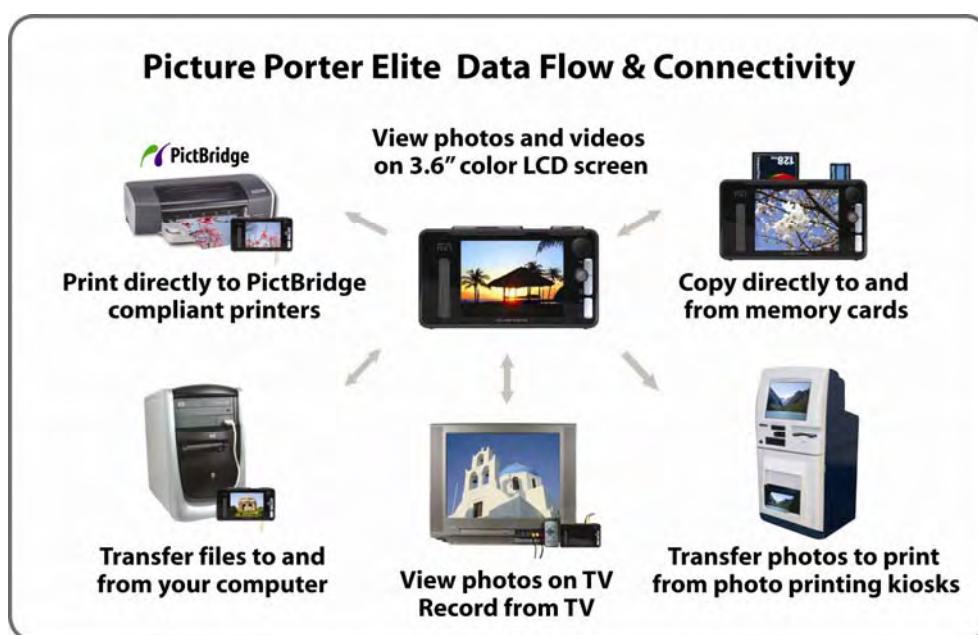 Picture Porter Elite Data Flow & Connectivity
PictBridge
View photos and videos
on 3.6” color LCD screen
128
Print directly to PictBridge
compliant printers
Copy directly to and
from memory cards
Transfer files to and
from your computer
View photos on TV
Record from TV
Transfer photos to print
from photo printing kiosks